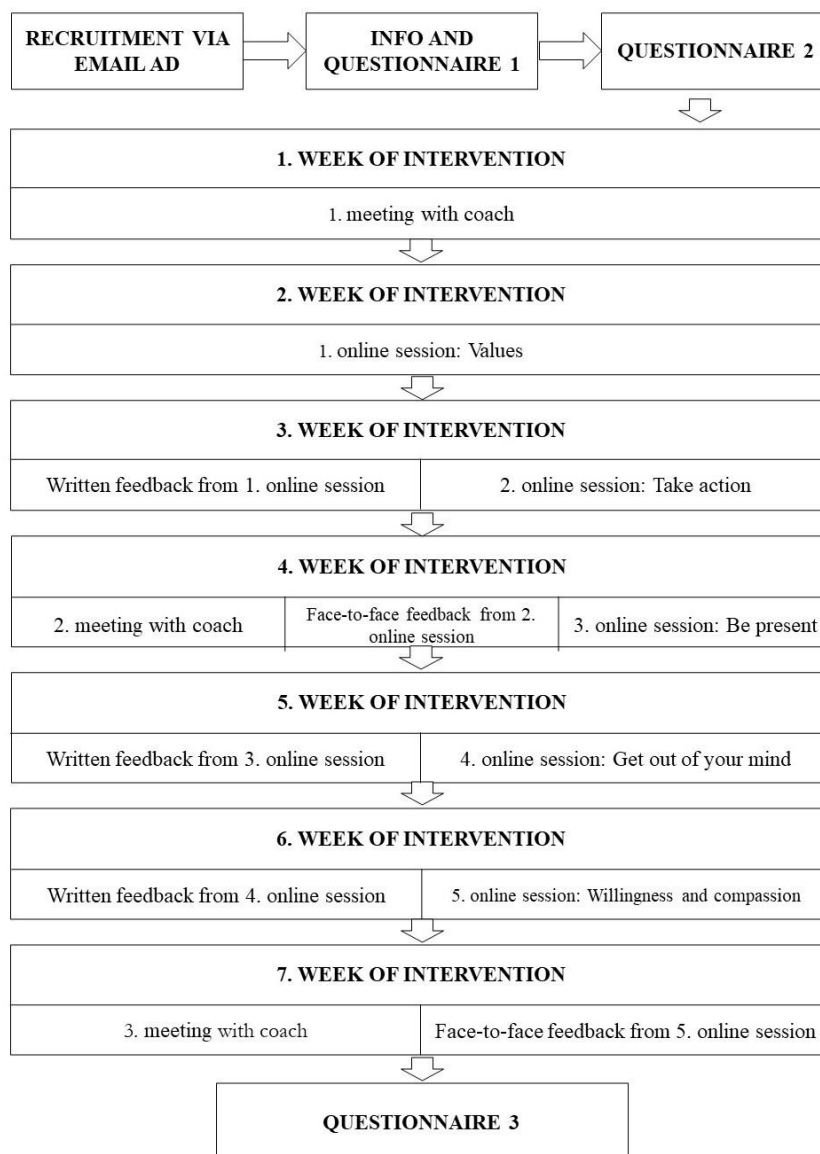 RECRUITMENT VIA
EMAIL AD
INFO AND
QUESTIONNAIRE 1
QUESTIONNAIRE 2
1. WEEK OF INTERVENTION
1. meeting with coach
2. WEEK OF INTERVENTION
1. online session: Values
3. WEEK OF INTERVENTION
Written feedback from 1. online session
2. online session: Take action
4. WEEK OF INTERVENTION
2. meeting with coach
Face-to-face feedback from 2.
online session
3. online session: Be present
5. WEEK OF INTERVENTION
Written feedback from 3. online session
4. online session: Get out of your mind
6. WEEK OF INTERVENTION
Written feedback from 4. online session
5. online session: Willingness and compassion
7. WEEK OF INTERVENTION
3. meeting with coach
Face-to-face feedback from 5. online session
QUESTIONNAIRE 3